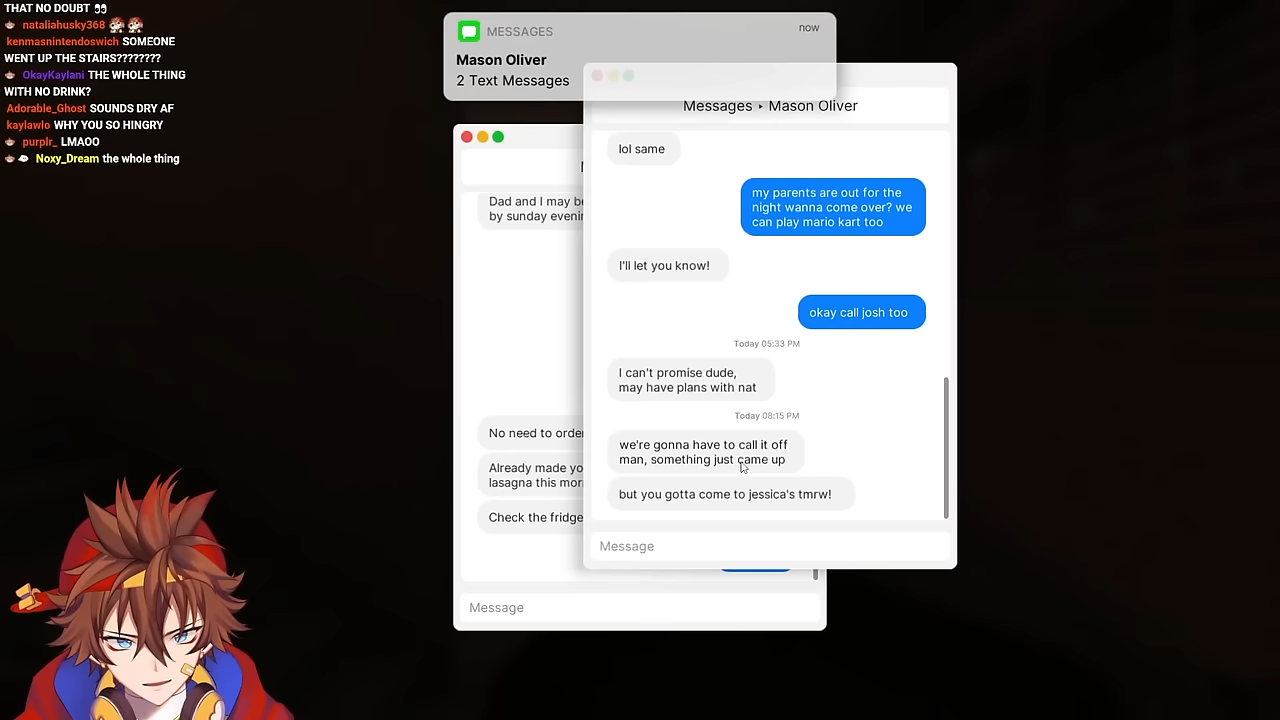 THAT NO DOUBT 👀
nataliahusky368
kenmasnintendoswich SOMEONE
WENT UP THE STAIRS????????
OkayKaylani THE WHOLE THING
WITH NO DRINK?
Adorable_Ghost SOUNDS DRY AF
kaylawlo WHY YOU SO HINGRY
purplr_ LMAOO
Noxy_Dream the whole thing
MESSAGES
now
Mason Oliver
2 Text Messages
Messages ▸ Mason Oliver
lol same
my parents are out for the
night wanna come over? we
can play mario kart too
I'll let you know!
okay call josh too
Today 05:33 PM
I can't promise dude,
may have plans with nat
Today 08:15 PM
we're gonna have to call it off
man, something just came up
but you gotta come to jessica's tmrw!
Message
Dad and I may be
by sunday evenin
No need to orde
Already made yo
lasagna this mor
Check the fridge
Message